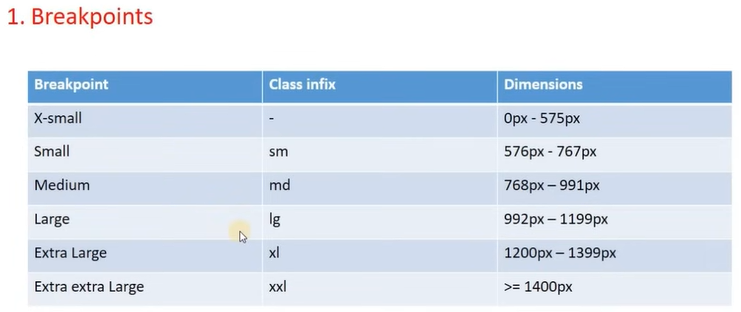 1. Breakpoints
Breakpoint Class infix Dimensions
X-small - 0px - 575px
Small sm 576px - 767px
Medium md 768px – 991px
Large lg 992px – 1199px
Extra Large xl 1200px – 1399px
Extra extra Large xxl >= 1400px